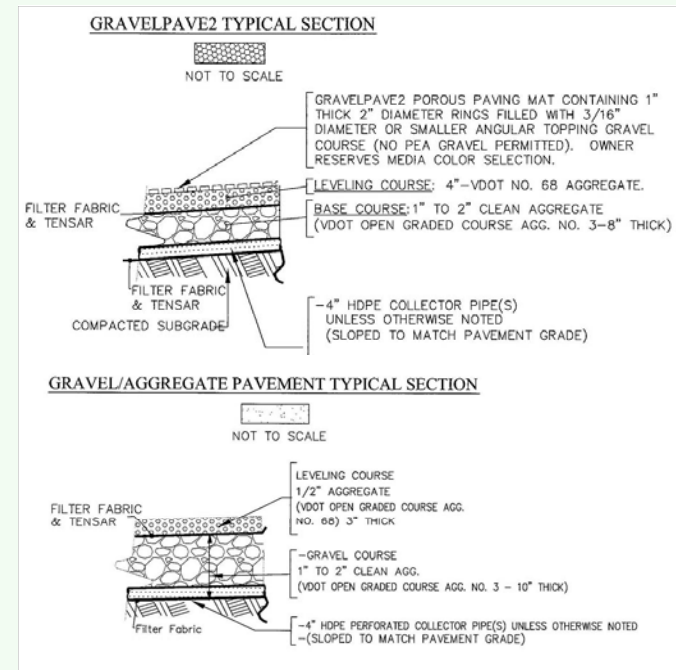 GRAVELPAVE2 TYPICAL SECTION
NOT TO SCALE
GRAVELPAVE2 POROUS PAVING MAT CONTAINING 1"
THICK 2" DIAMETER RINGS FILLED WITH 3/16"
DIAMETER OR SMALLER ANGULAR TOPPING GRAVEL
COURSE (NO PEA GRAVEL PERMITTED). OWNER
RESERVES MEDIA COLOR SELECTION.
LEVELING COURSE: 4"-VDOT NO. 68 AGGREGATE.
FILTER FABRIC
& TENSAR
BASE COURSE: 1" TO 2" CLEAN AGGREGATE
(VDOT OPEN GRADED COURSE AGG. NO. 3-8" THICK)
FILTER FABRIC
& TENSAR
COMPACTED SUBGRADE
-4" HDPE COLLECTOR PIPE(S)
UNLESS OTHERWISE NOTED
(SLOPED TO MATCH PAVEMENT GRADE)
GRAVEL/AGGREGATE PAVEMENT TYPICAL SECTION
NOT TO SCALE
LEVELING COURSE
1/2" AGGREGATE
(VDOT OPEN GRADED COURSE AGG.
NO. 68) 3" THICK
FILTER FABRIC
& TENSAR
-GRAVEL COURSE
1" TO 2" CLEAN AGG.
(VDOT OPEN GRADED COURSE AGG. NO. 3 - 10" THICK)
Filter Fabric
-4" HDPE PERFORATED COLLECTOR PIPE(S) UNLESS OTHERWISE NOTED
-(SLOPED TO MATCH PAVEMENT GRADE)